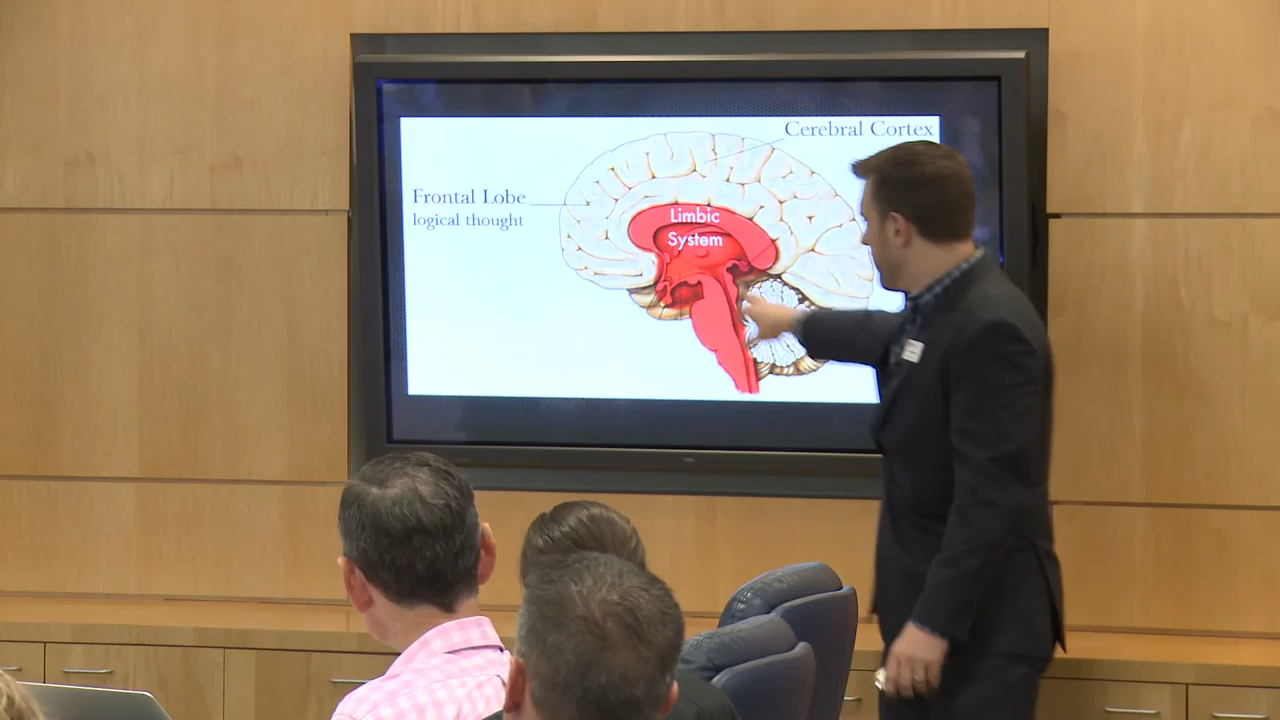 Cerebral Cortex
Frontal Lobe
logical thought
Limbic
System